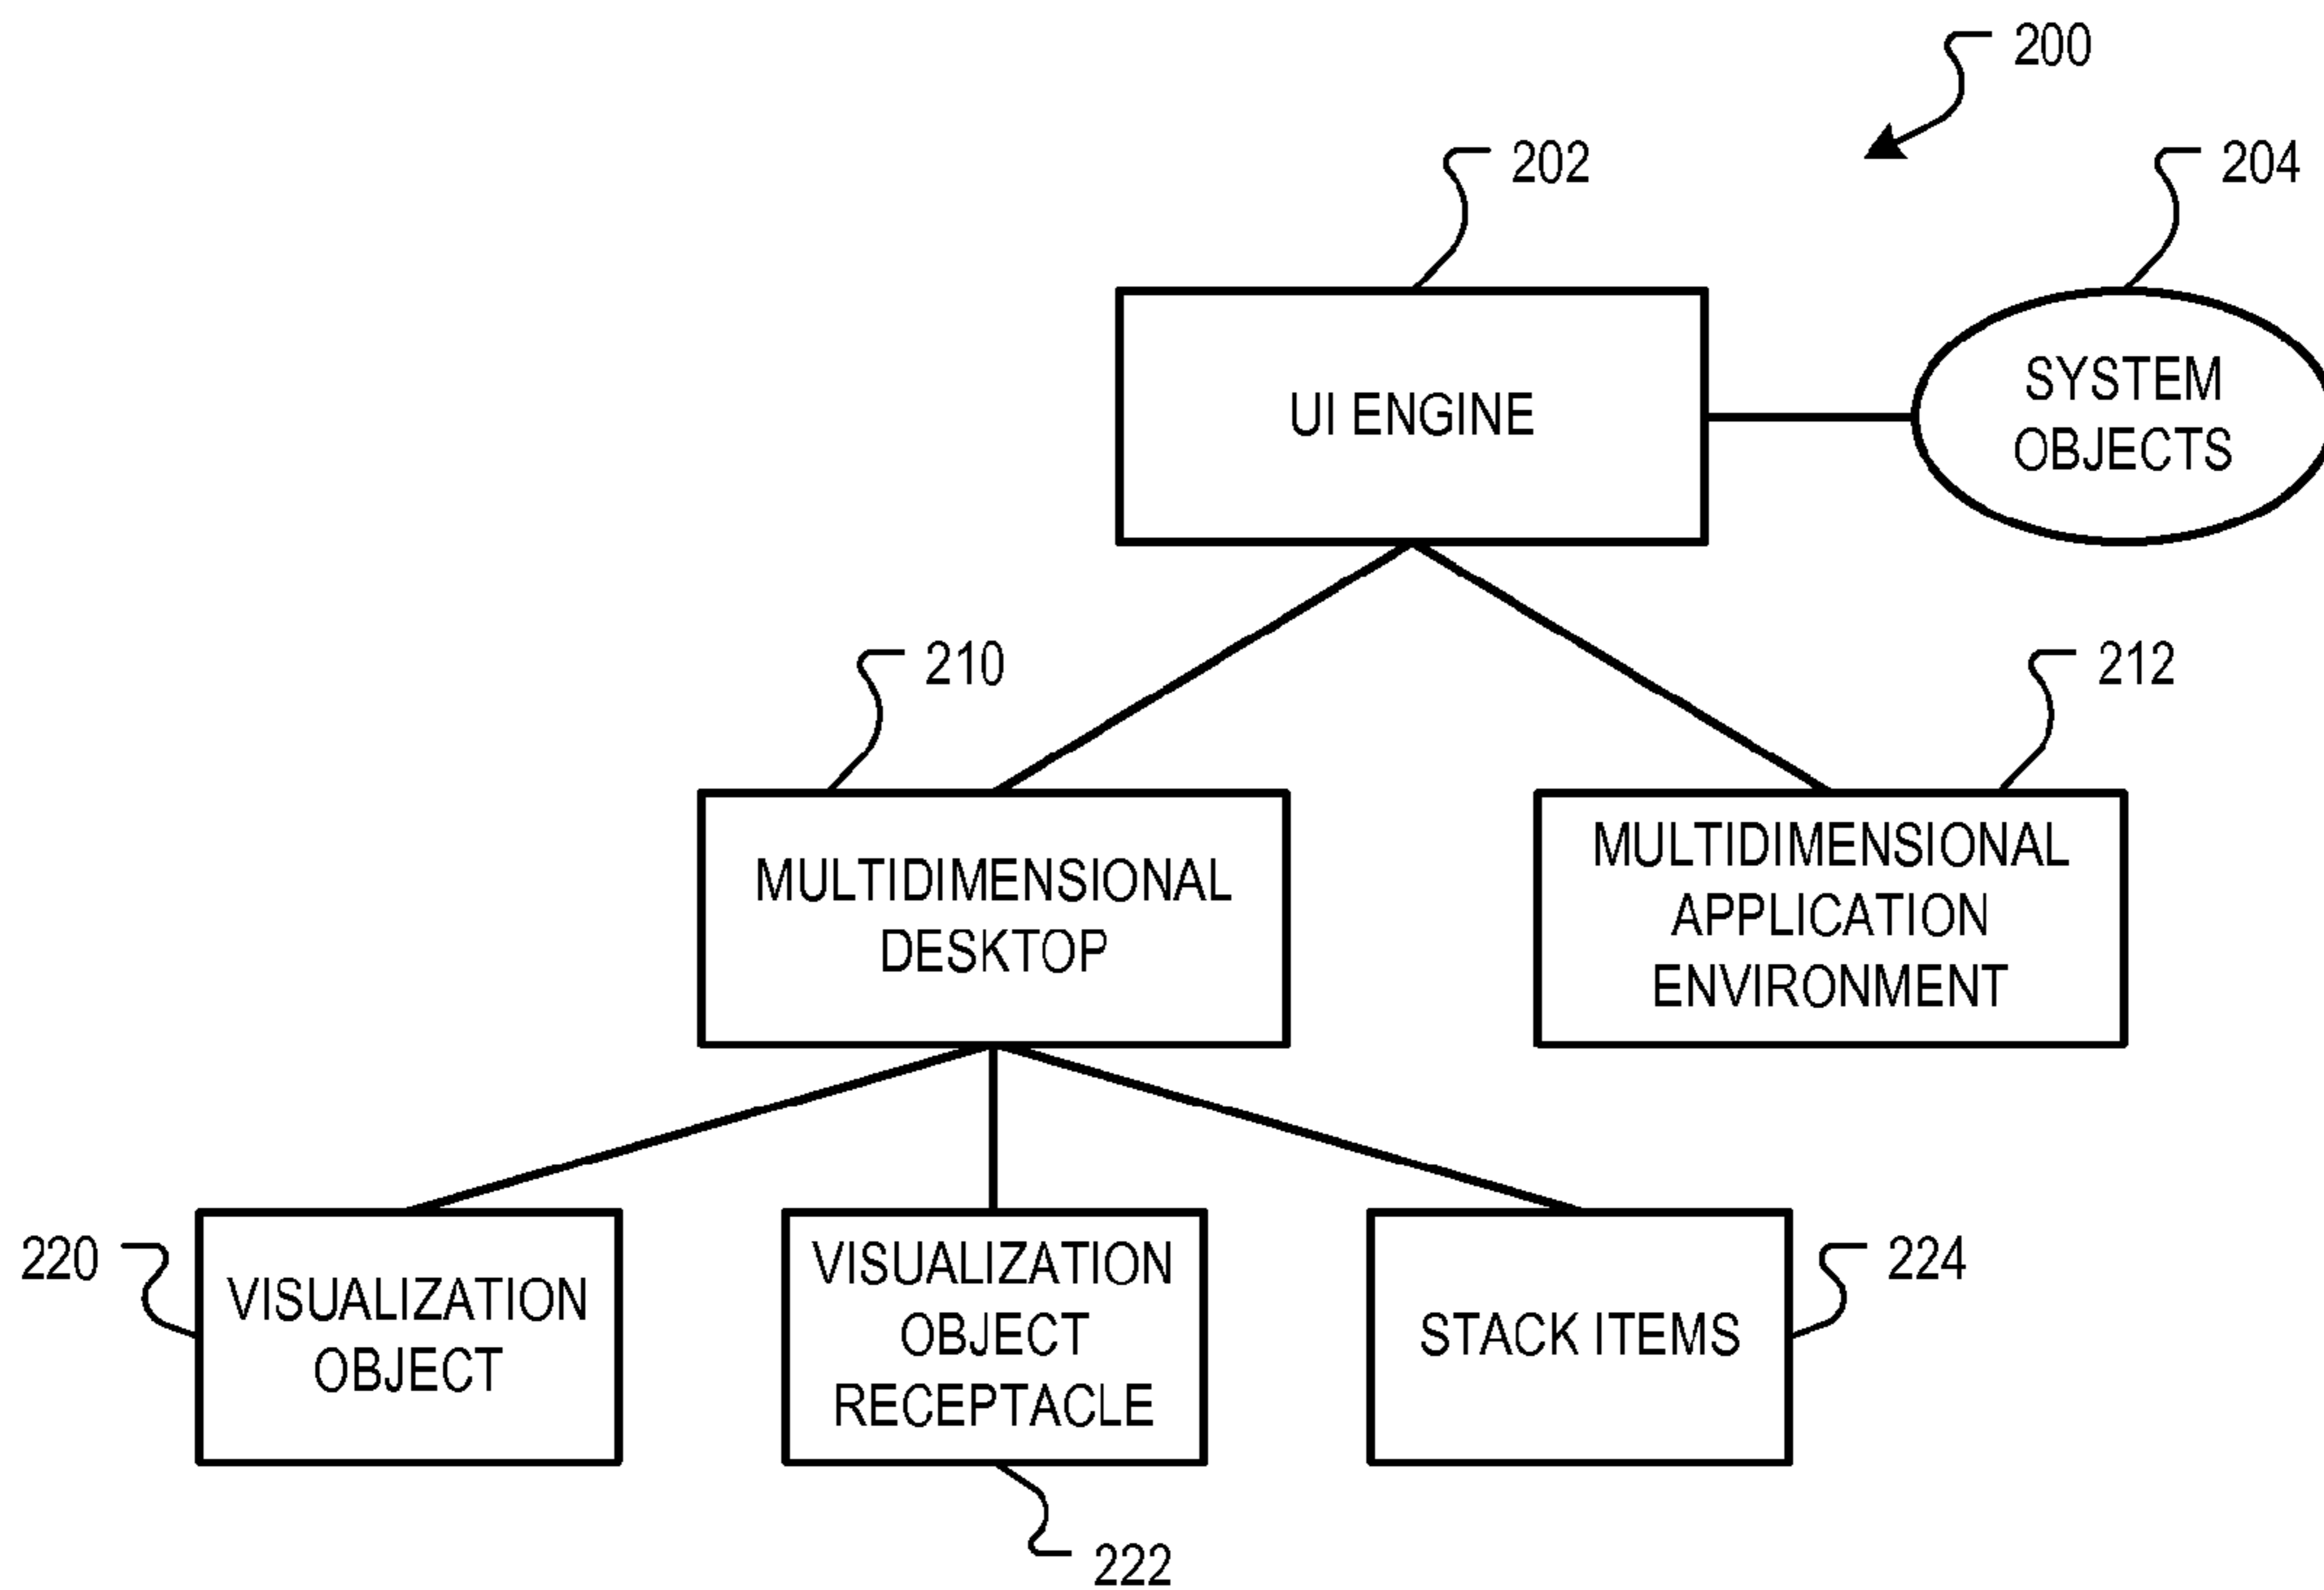 200
202
204
UI ENGINE
SYSTEM
OBJECTS
210
212
MULTIDIMENSIONAL
DESKTOP
MULTIDIMENSIONAL
APPLICATION
ENVIRONMENT
220
VISUALIZATION
OBJECT
VISUALIZATION
OBJECT
RECEPTACLE
STACK ITEMS
224
222